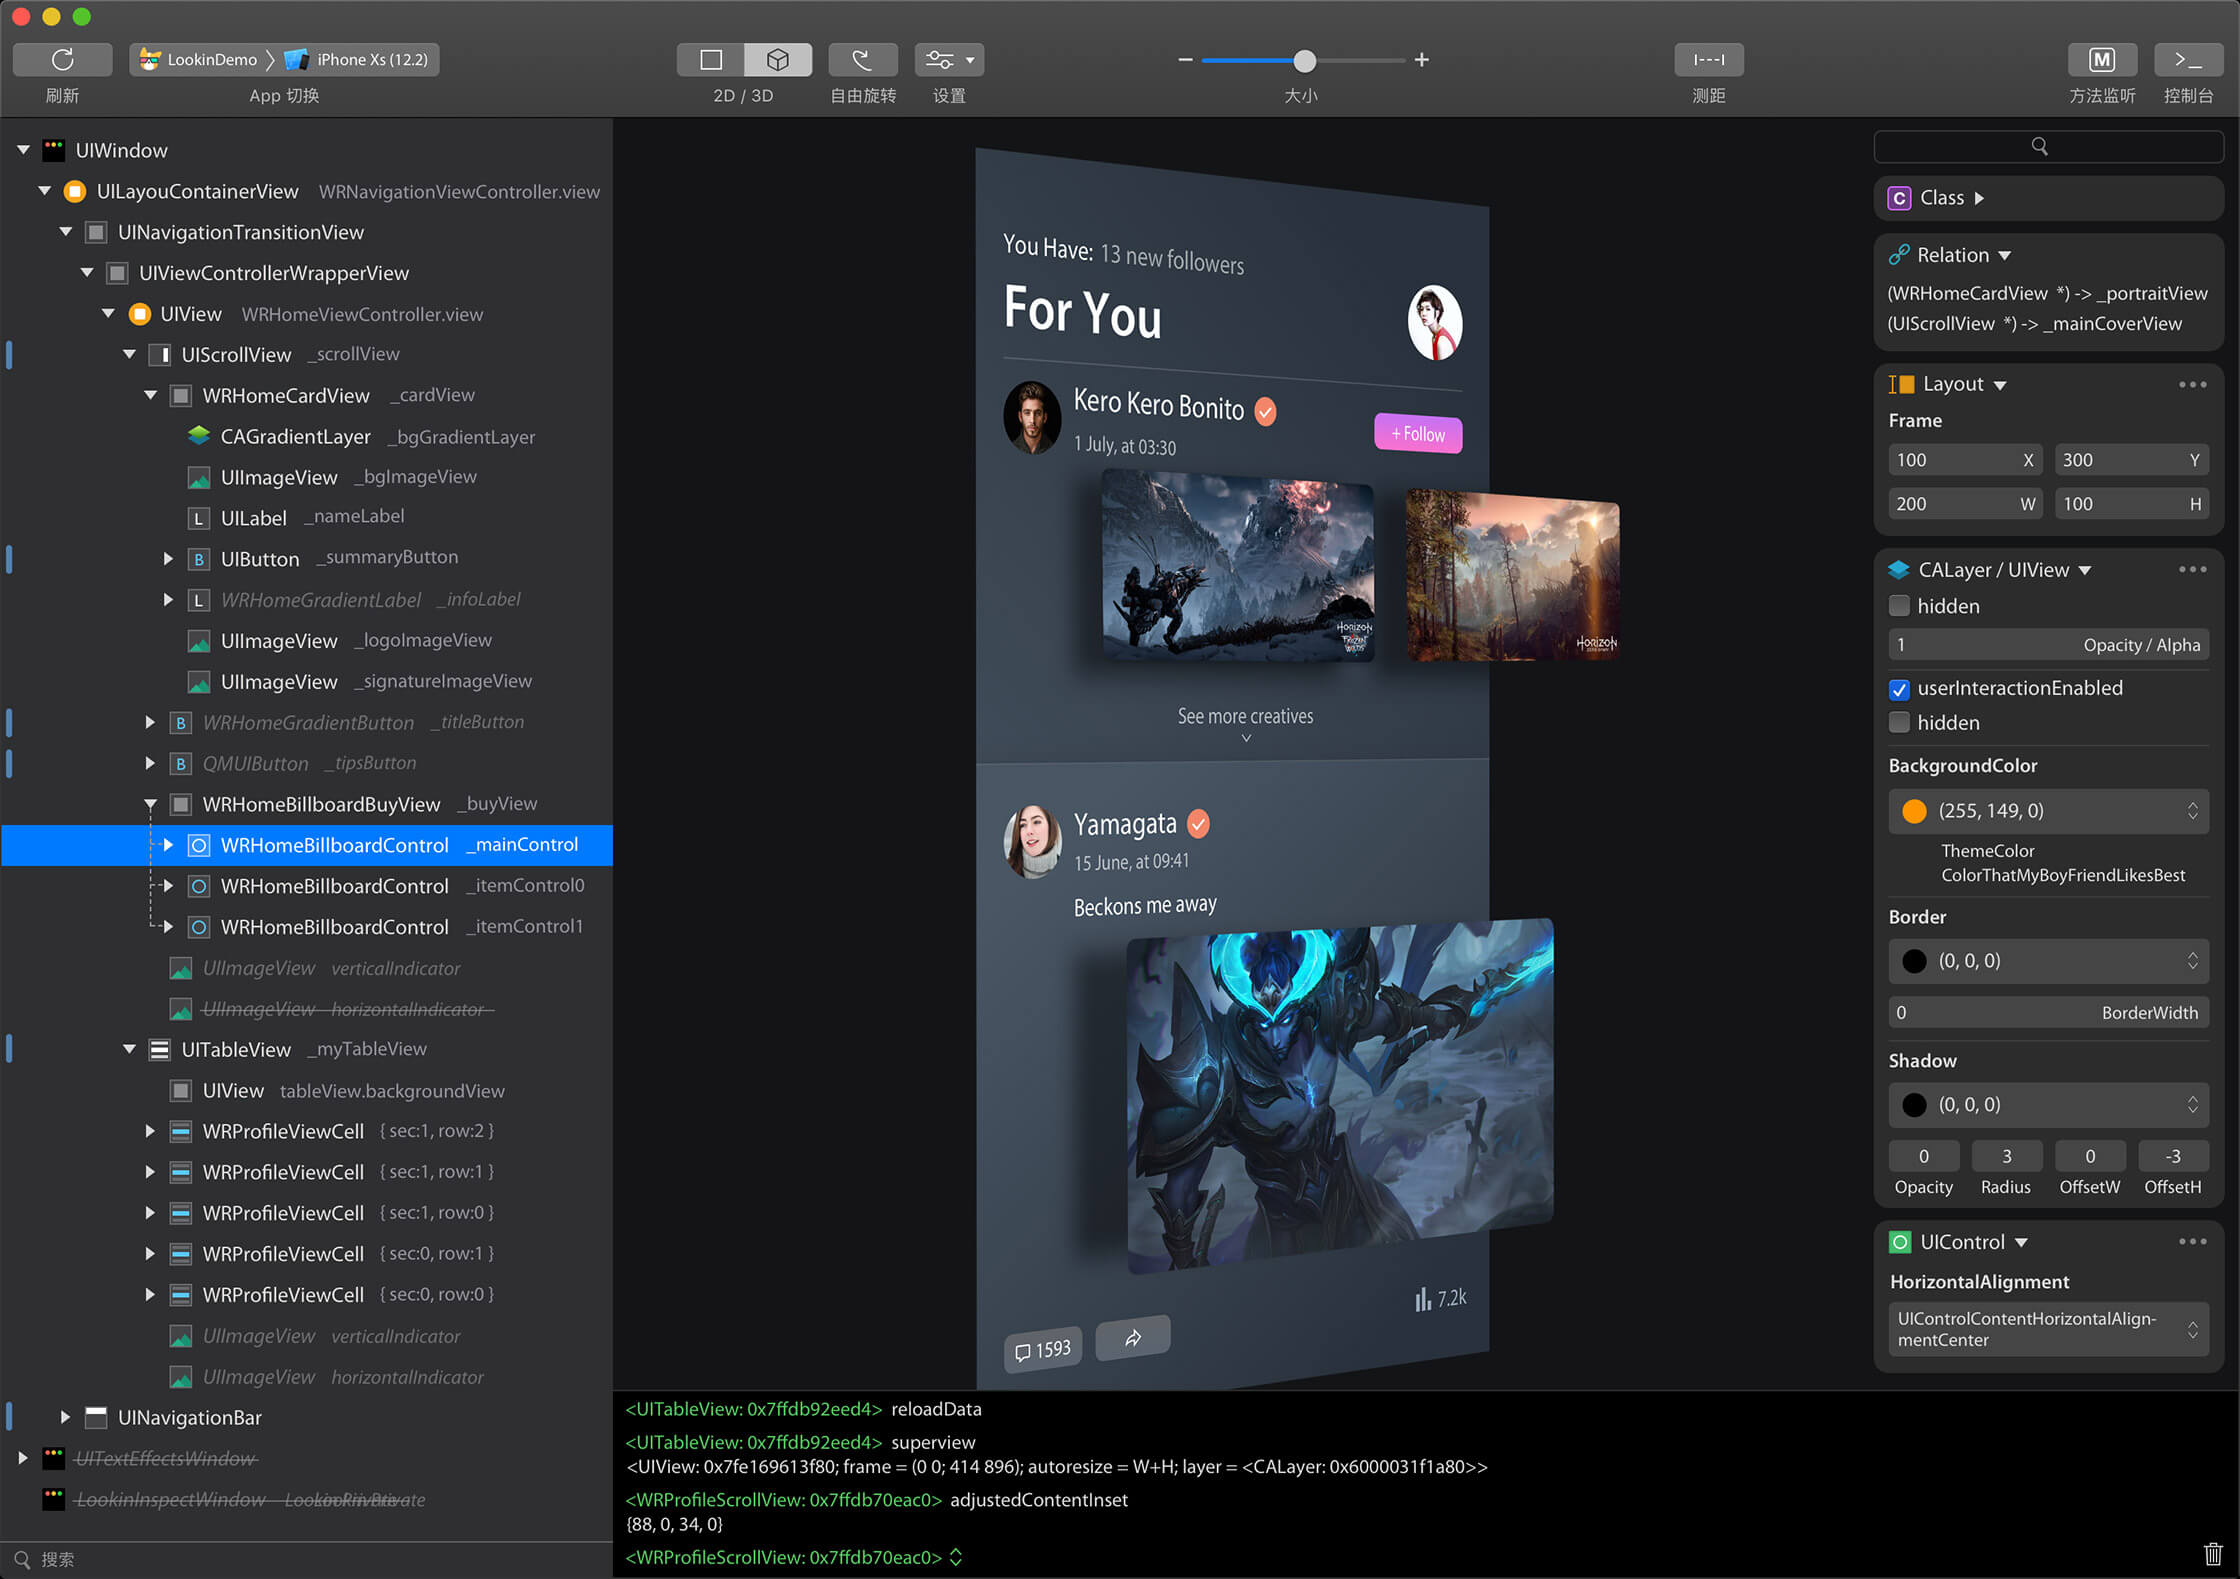 LookinDemo
iPhone Xs (12.2)
刷新
App 切换
2D / 3D
自由旋转
设置
大小
测距
M
方法监听
控制台
UIWindow
UILayouContainerView WRNavigationViewController.view
UINavigationTransitionView
UIViewControllerWrapperView
UIView WRHomeViewController.view
UIScrollView _scrollView
WRHomeCardView _cardView
CAGradientLayer _bgGradientLayer
UIImageView _bgImageView
L UILabel _nameLabel
B UIButton _summaryButton
L WRHomeGradientLabel _infoLabel
UIImageView _logoImageView
UIImageView _signatureImageView
B WRHomeGradientButton _titleButton
B QMUIButton _tipsButton
WRHomeBillboardBuyView _buyView
WRHomeBillboardControl _mainControl
WRHomeBillboardControl _itemControl0
WRHomeBillboardControl _itemControl1
UIImageView verticalIndicator
UIImageView horizontalIndicator
UITableView _myTableView
UIView tableView.backgroundView
WRProfileViewCell { sec:1, row:2 }
WRProfileViewCell { sec:1, row:1 }
WRProfileViewCell { sec:1, row:0 }
WRProfileViewCell { sec:0, row:1 }
WRProfileViewCell { sec:0, row:0 }
UIImageView verticalIndicator
UIImageView horizontalIndicator
UINavigationBar
UITextEffectsWindow
LookinInspectWindow
搜索
You Have: 13 new followers
For You
Kero Kero Bonito
1 July, at 03:30
+ Follow
HORIZON
FROZEN
WILDS
HORIZON
See more creatives
Yamagata
15 June, at 09:41
Beckons me away
7.2k
1593
<UITableView: 0x7ffdb92eed4> reloadData
<UITableView: 0x7ffdb92eed4> superview
<UIView: 0x7fe169613f80; frame = (0 0; 414 896); autoresize = W+H; layer = <CALayer: 0x6000031f1a80>>
<WRProfileScrollView: 0x7ffdb70eac0> adjustedContentInset
{88, 0, 34, 0}
<WRProfileScrollView: 0x7ffdb70eac0>
C Class
Relation
(WRHomeCardView *) -> _portraitView
(UIScrollView *) -> _mainCoverView
Layout
Frame
100 X 300 Y
200 W 100 H
CALayer / UIView
hidden
1 Opacity / Alpha
userInteractionEnabled
hidden
BackgroundColor
(255, 149, 0)
ThemeColor
ColorThatMyBoyFriendLikesBest
Border
(0, 0, 0)
0 BorderWidth
Shadow
(0, 0, 0)
0 3 0 -3
Opacity Radius OffsetW OffsetH
UIControl
HorizontalAlignment
UIControlContentHorizontalAlign-
mentCenter